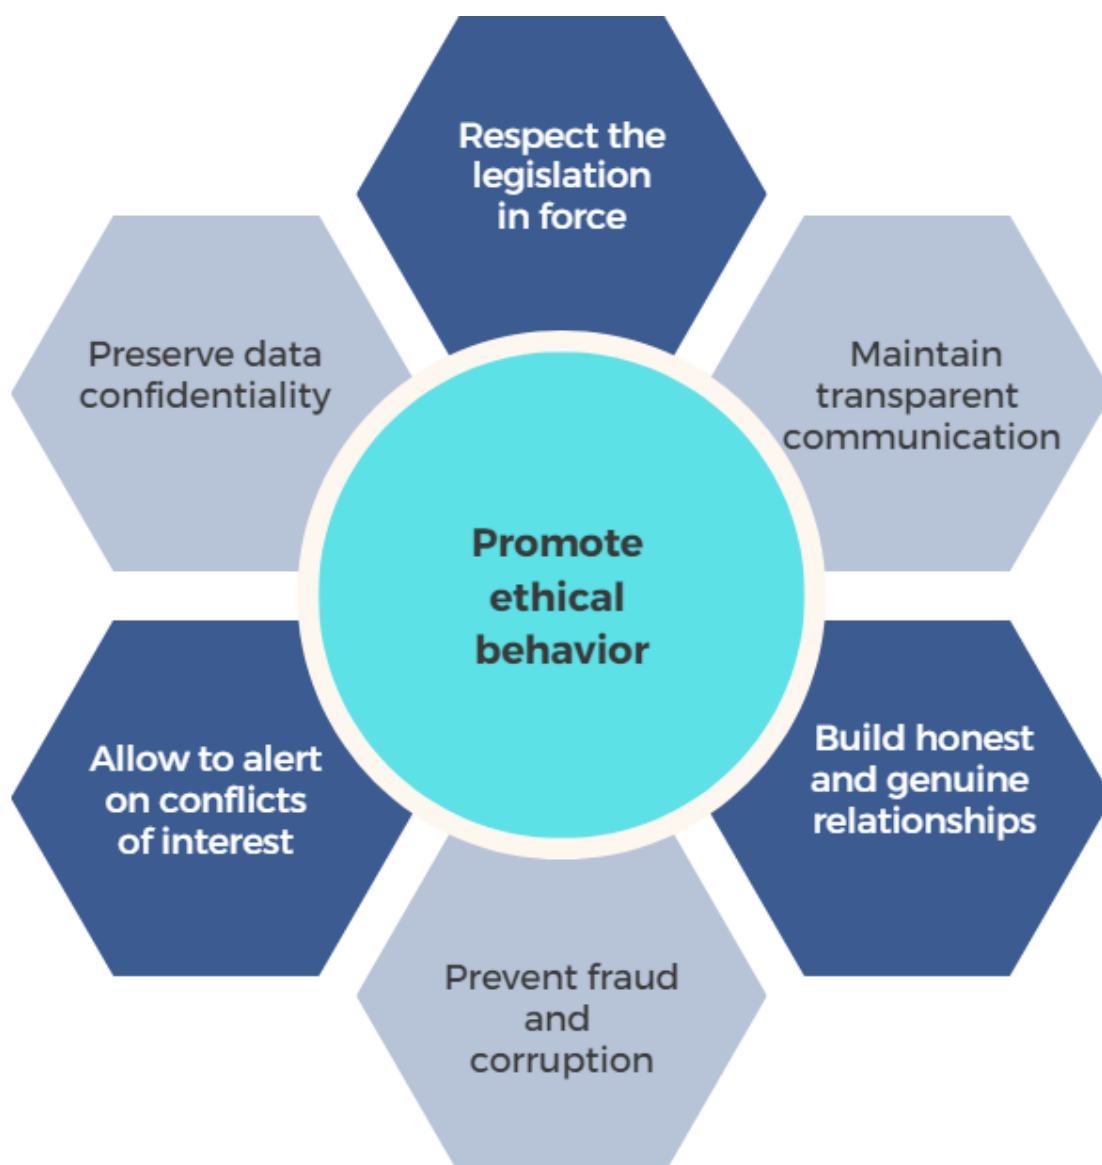 Respect the
legislation
in force
Preserve data
confidentiality
Maintain
transparent
communication
Promote
ethical
behavior
Allow to alert
on conflicts
of interest
Build honest
and genuine
relationships
Prevent fraud
and
corruption